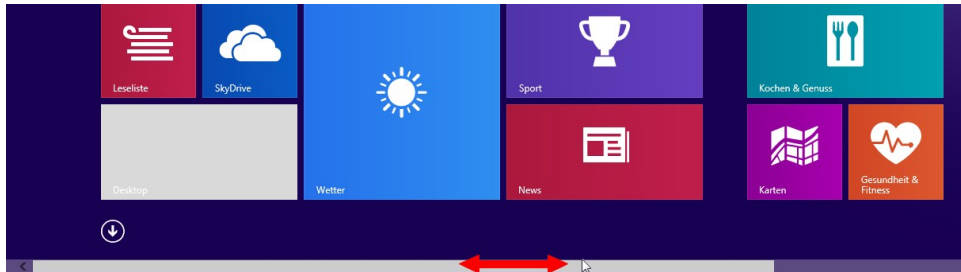 Leseliste
SkyDrive
Sport
Kochen & Genuss
Desktop
Wetter
News
Karten
Gesundheit &
Fitness